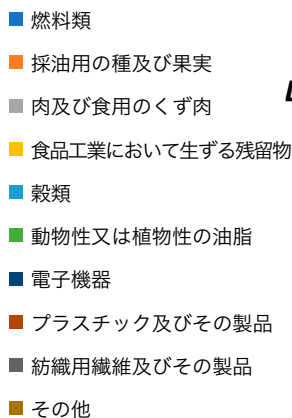 燃料類
採油用の種及び果実
肉及び食用のくず肉
食品工業において生ずる残留物
穀類
動物性又は植物性の油脂
電子機器
プラスチック及びその製品
紡織用繊維及びその製品
その他